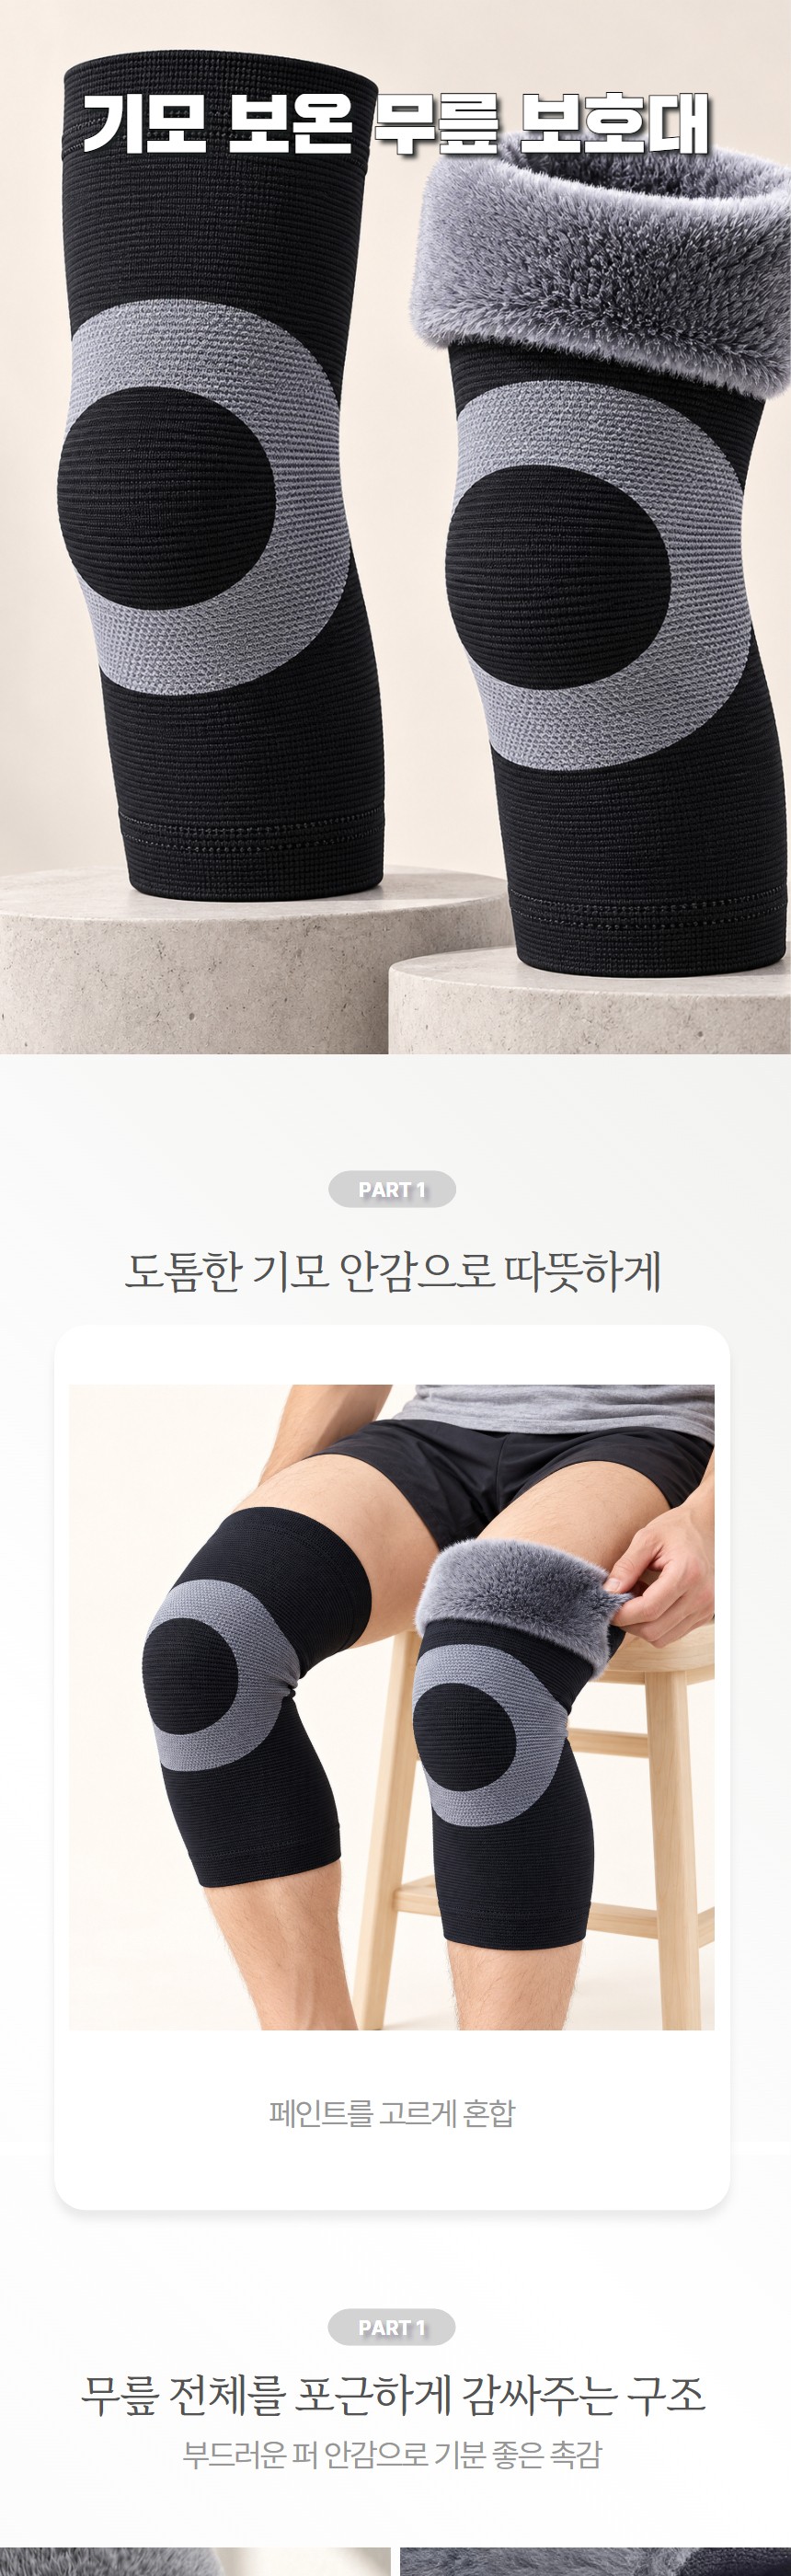 기모 보온 무릎 보호대
PART 1
도톰한 기모 안감으로 따뜻하게
페인트를 고르게 혼합
PART 1
무릎 전체를 포근하게 감싸주는 구조
부드러운 퍼 안감으로 기분 좋은 촉감